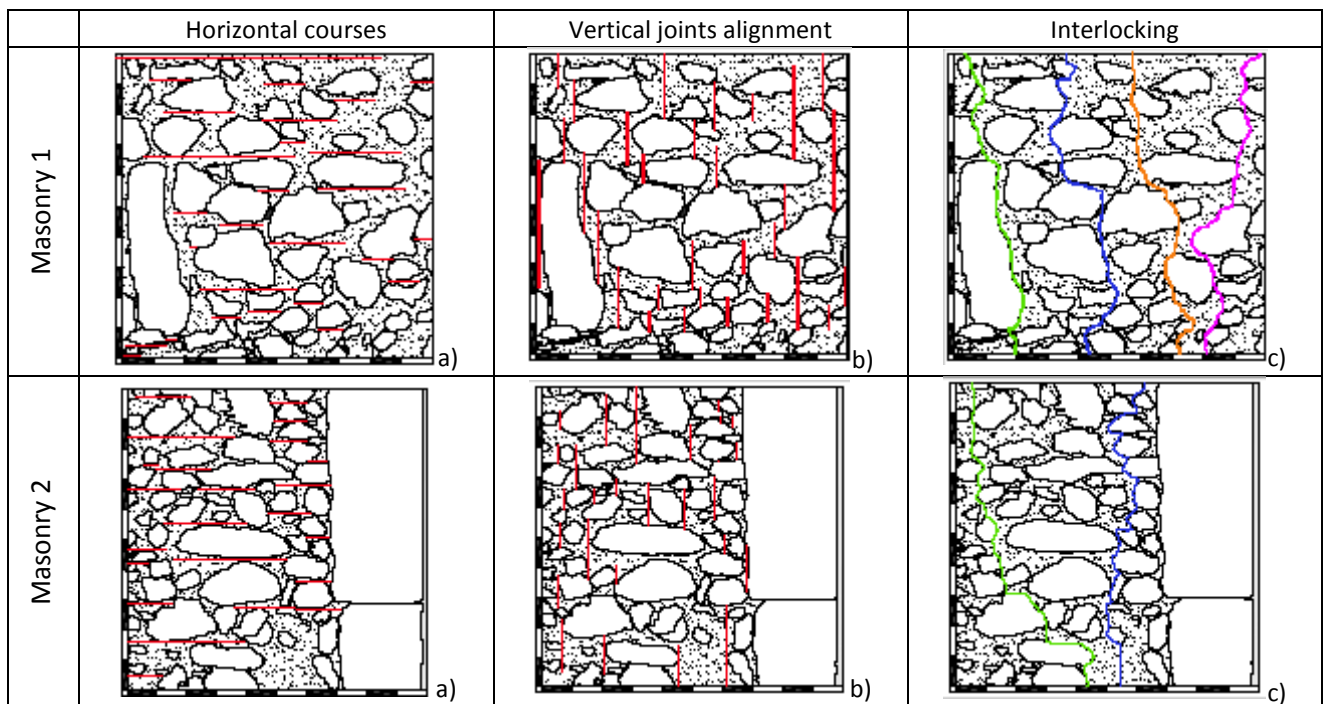 Horizontal courses
Vertical joints alignment
Interlocking
Masonry 1
a)
b)
c)
Masonry 2
a)
b)
c)